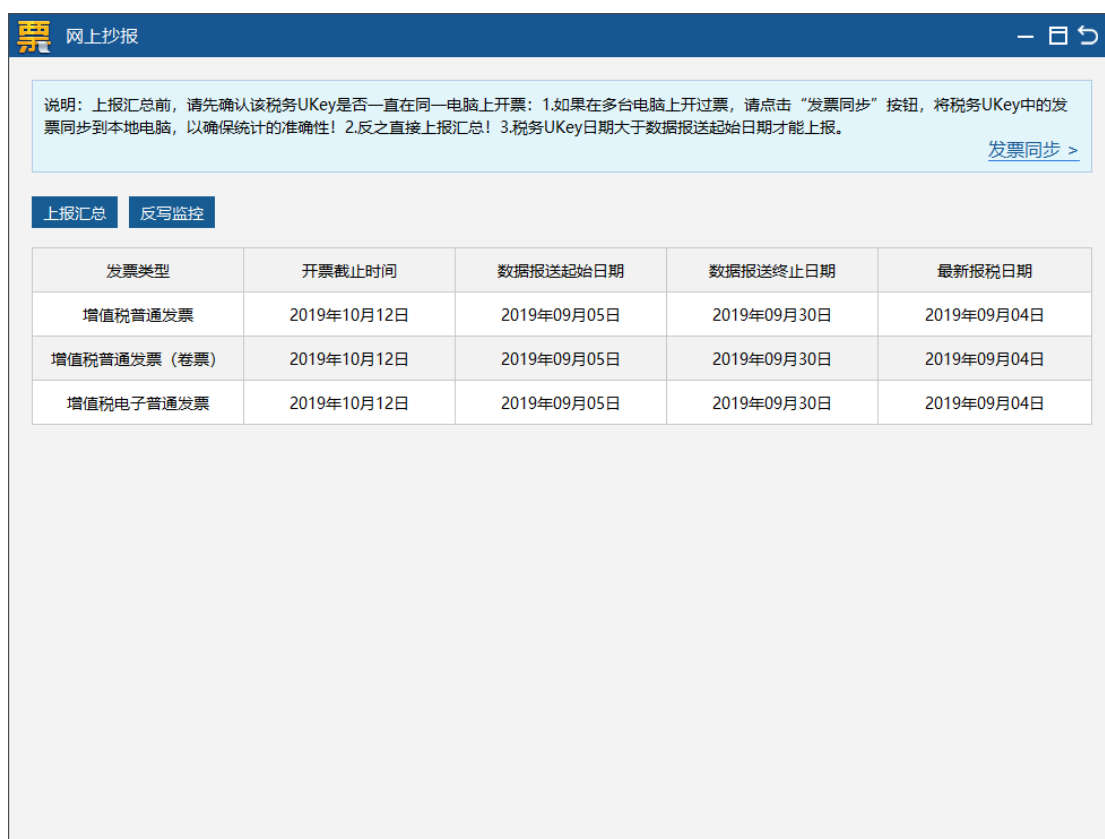 票 网上抄报
说明：上报汇总前，请先确认该税务UKey是否一直在同一电脑上开票：1.如果在多台电脑上开过票，请点击“发票同步”按钮，将税务UKey中的发
票同步到本地电脑，以确保统计的准确性！2.反之直接上报汇总！3.税务UKey日期大于数据报送起始日期才能上报。
发票同步 >
上报汇总 反写监控
发票类型 开票截止时间 数据报送起始日期 数据报送终止日期 最新报税日期
增值税普通发票 2019年10月12日 2019年09月05日 2019年09月30日 2019年09月04日
增值税普通发票（卷票） 2019年10月12日 2019年09月05日 2019年09月30日 2019年09月04日
增值税电子普通发票 2019年10月12日 2019年09月05日 2019年09月30日 2019年09月04日